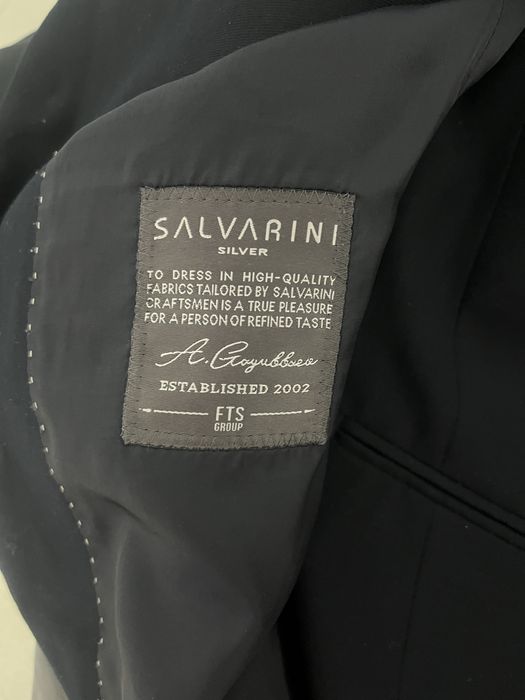 SALVARINI
SILVER
TO DRESS IN HIGH-QUALITY
FABRICS TAILORED BY SALVARINI
CRAFTSMEN IS A TRUE PLEASURE
FOR A PERSON OF REFINED TASTE
A.
ESTABLISHED 2002
FTS
GROUP